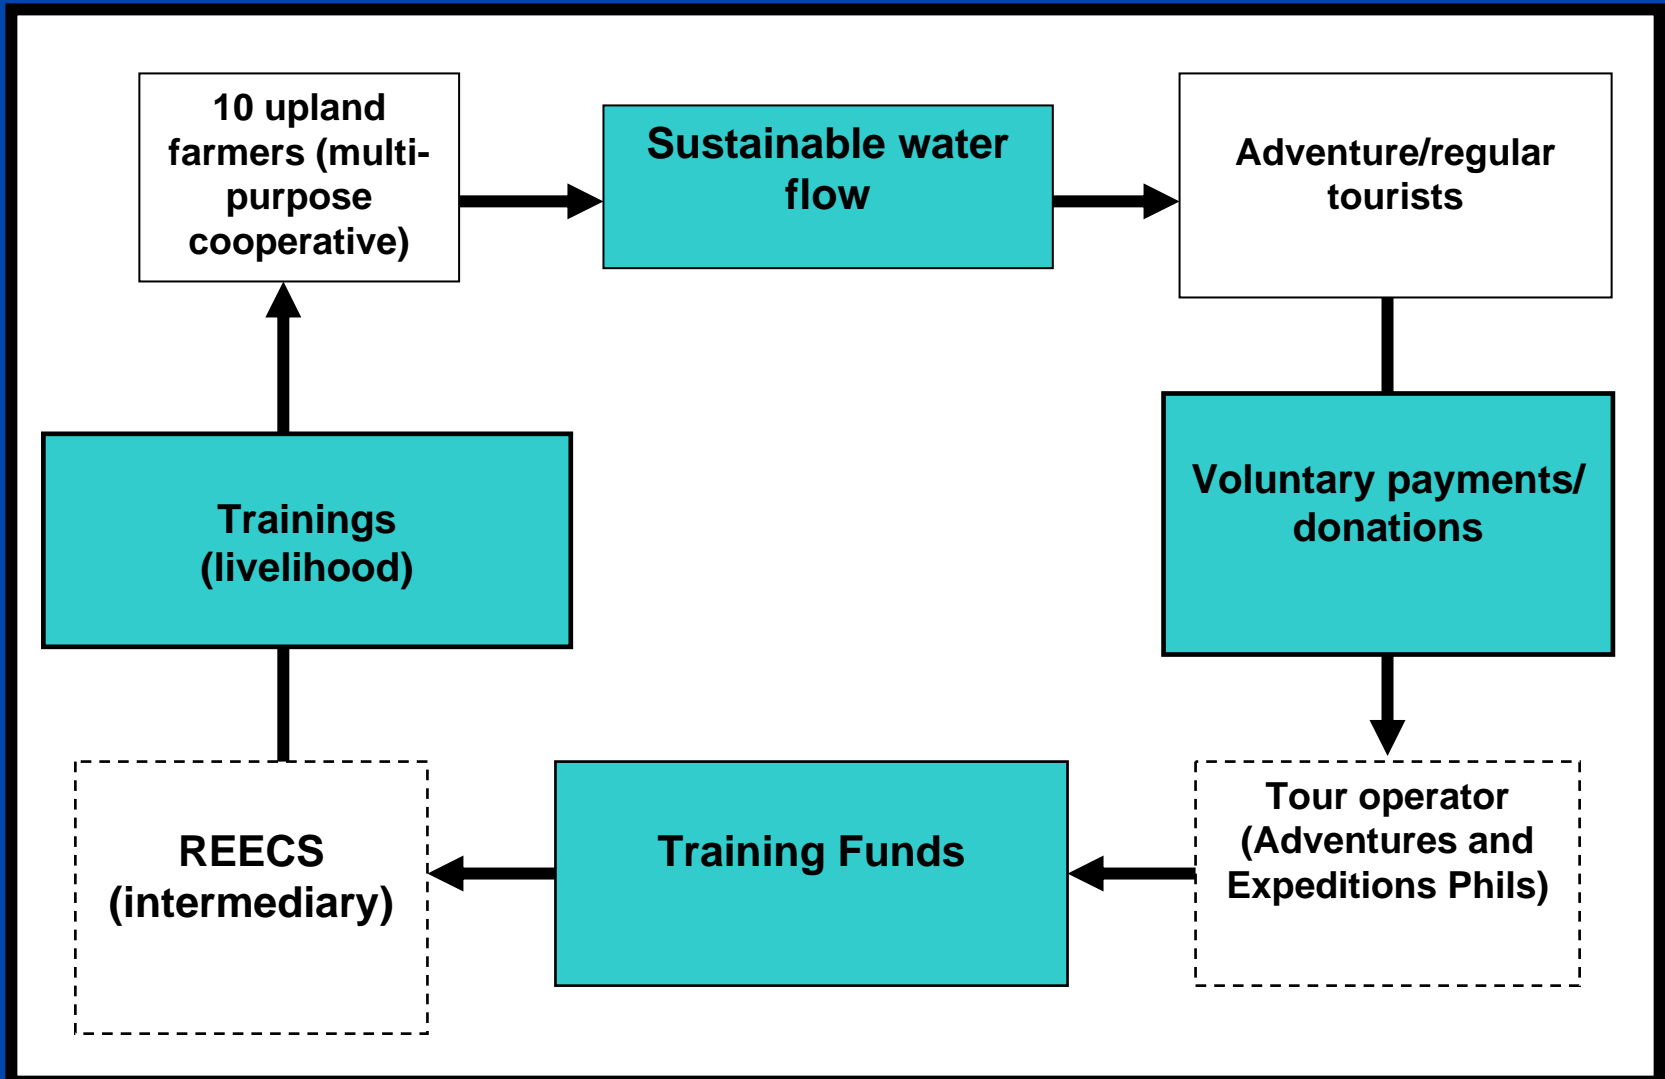 10 upland
farmers (multi-
purpose
cooperative)
Sustainable water
flow
Adventure/regular
tourists
Trainings
(livelihood)
Voluntary payments/
donations
REECS
(intermediary)
Training Funds
Tour operator
(Adventures and
Expeditions Phils)